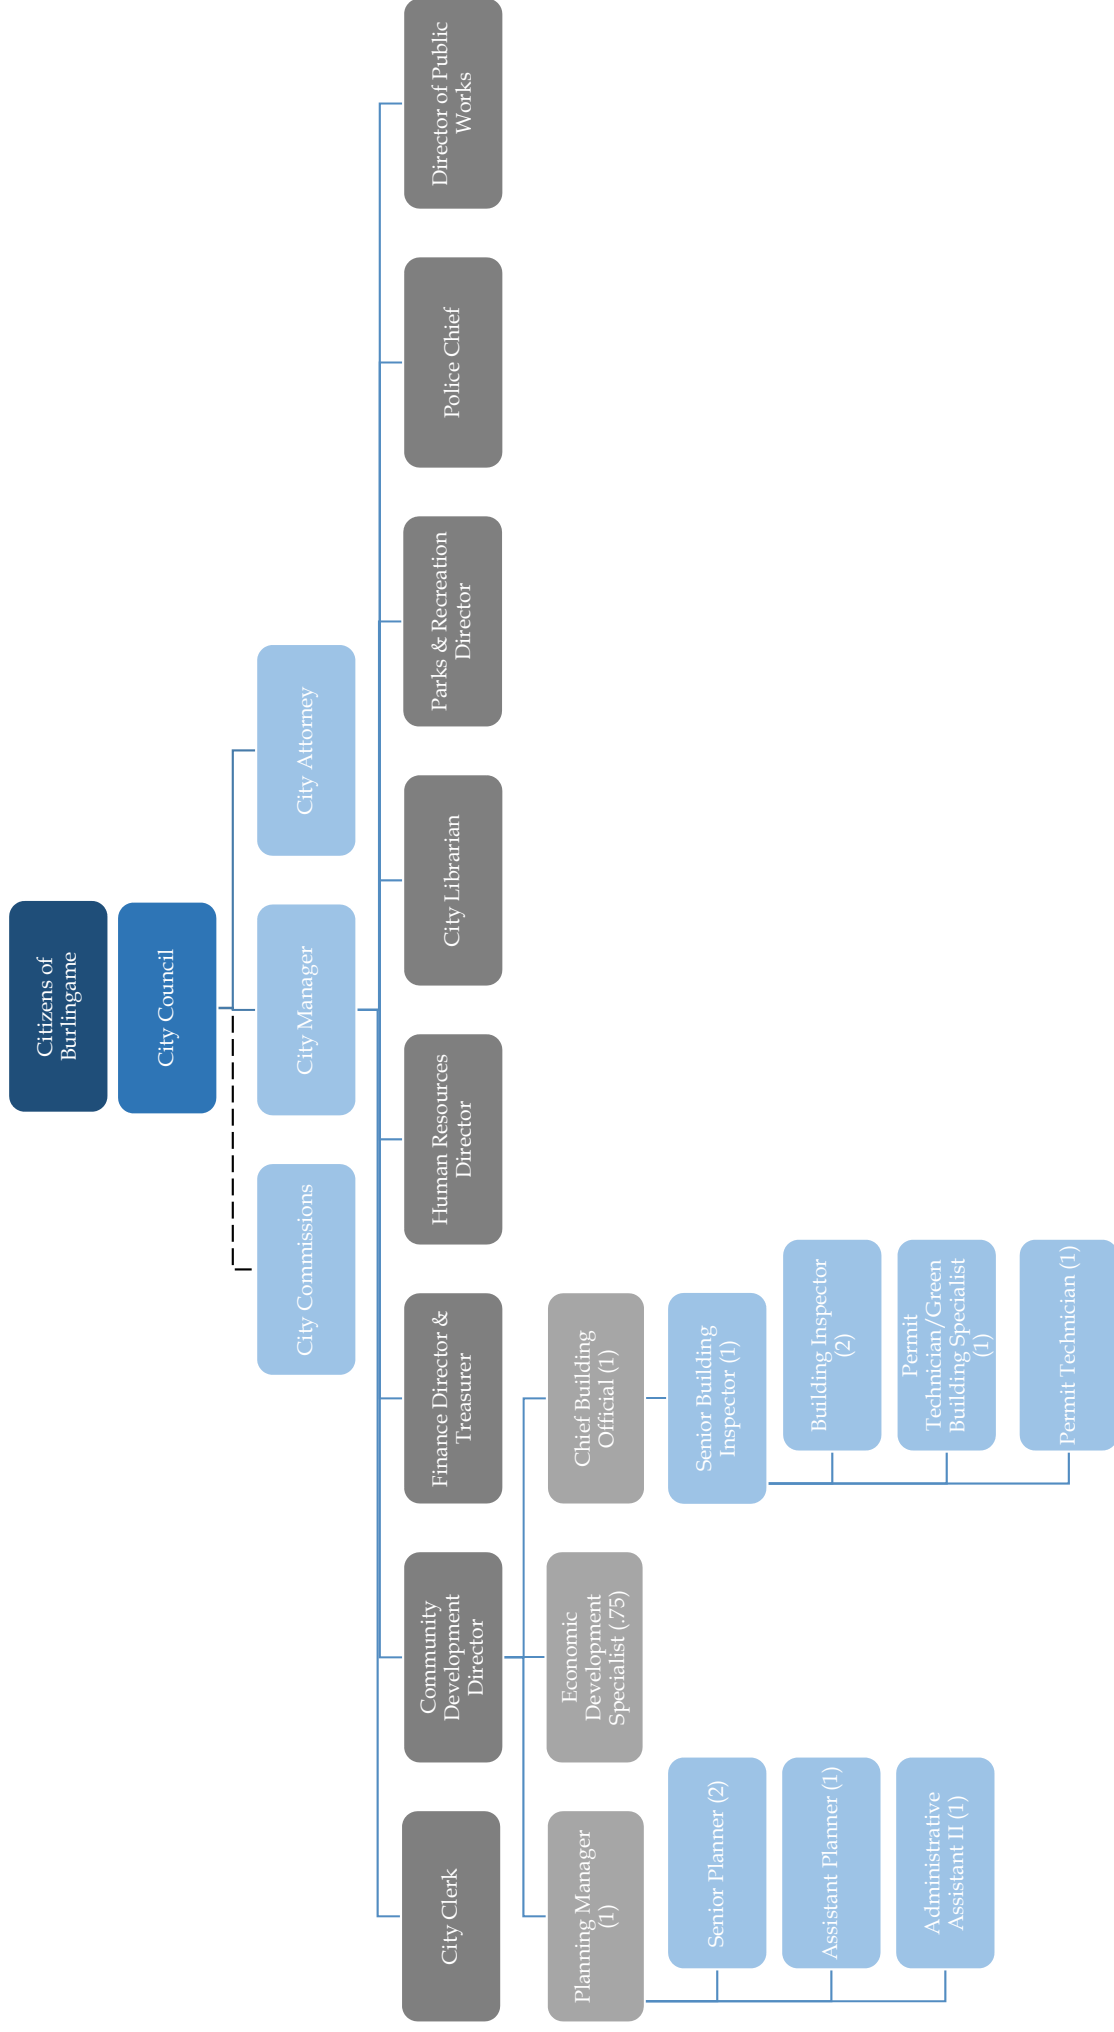 Citizens of
Burlingame
City Council
City Commissions
City Manager
City Attorney
City Clerk
Community
Development
Director
Finance Director &
Treasurer
Human Resources
Director
City Librarian
Parks & Recreation
Director
Police Chief
Director of Public
Works
Planning Manager
(1)
Economic
Development
Specialist (.75)
Chief Building
Official (1)
Senior Planner (2)
Assistant Planner (1)
Administrative
Assistant II (1)
Senior Building
Inspector (1)
Building Inspector
(2)
Permit
Technician/Green
Building Specialist
(1)
Permit Technician (1)